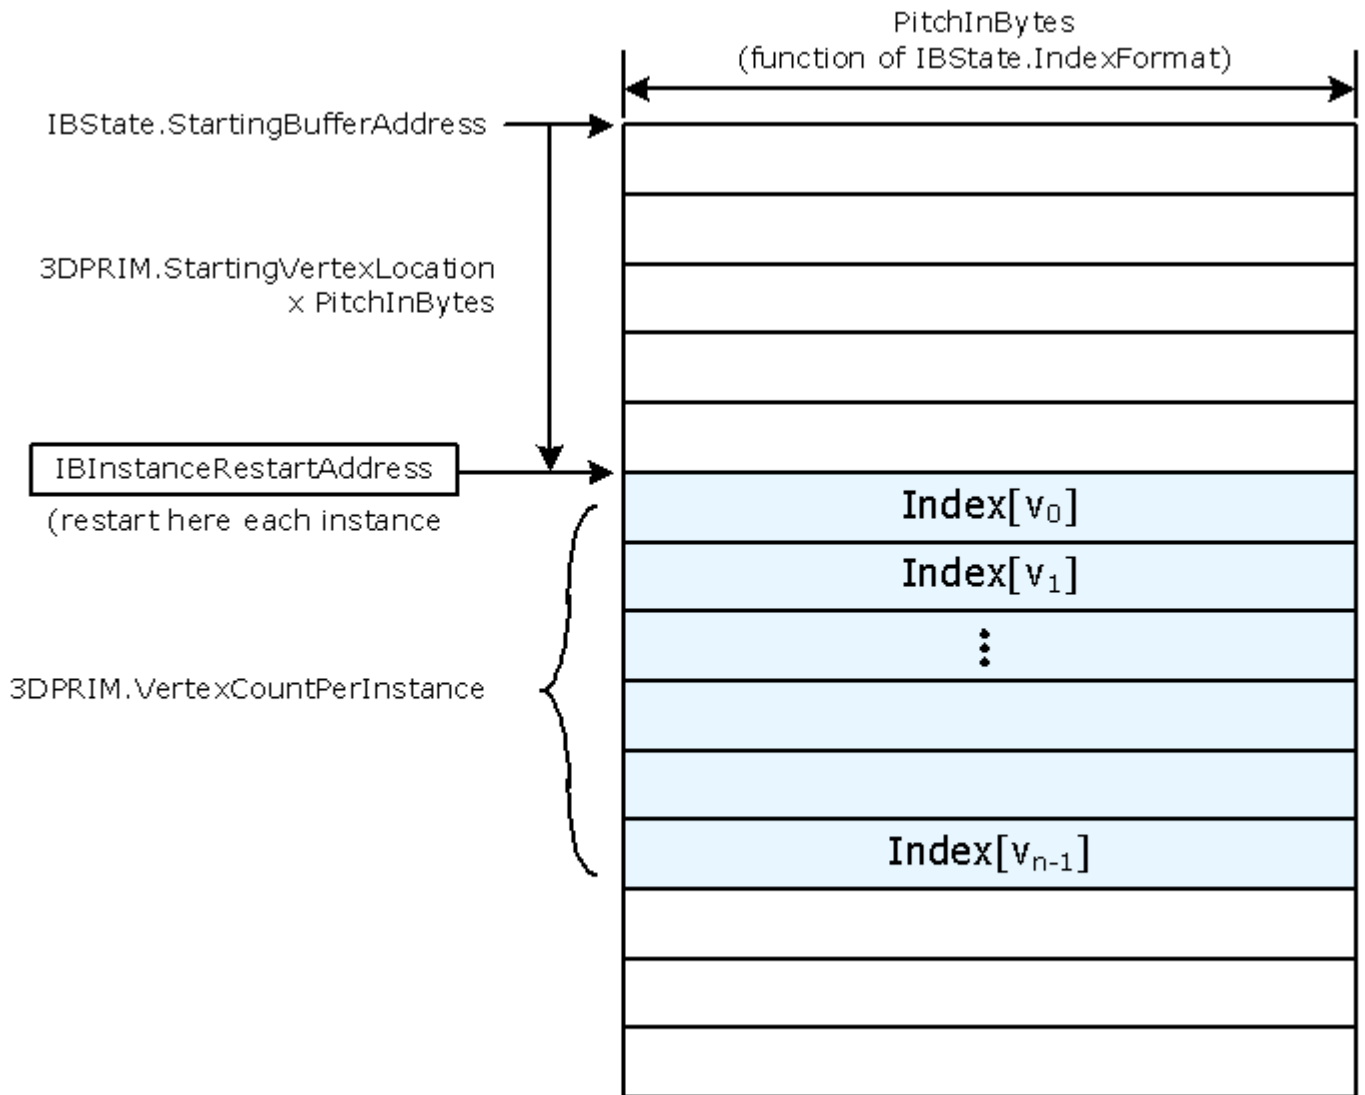 PitchInBytes
(function of IBState.IndexFormat)
IBState.StartingBufferAddress
3DPRIM.StartingVertexLocation
x PitchInBytes
IBInstanceRestartAddress
(restart here each instance
Index[v₀]
Index[v₁]
⋮
3DPRIM.VertexCountPerInstance
Index[vₙ₋₁]